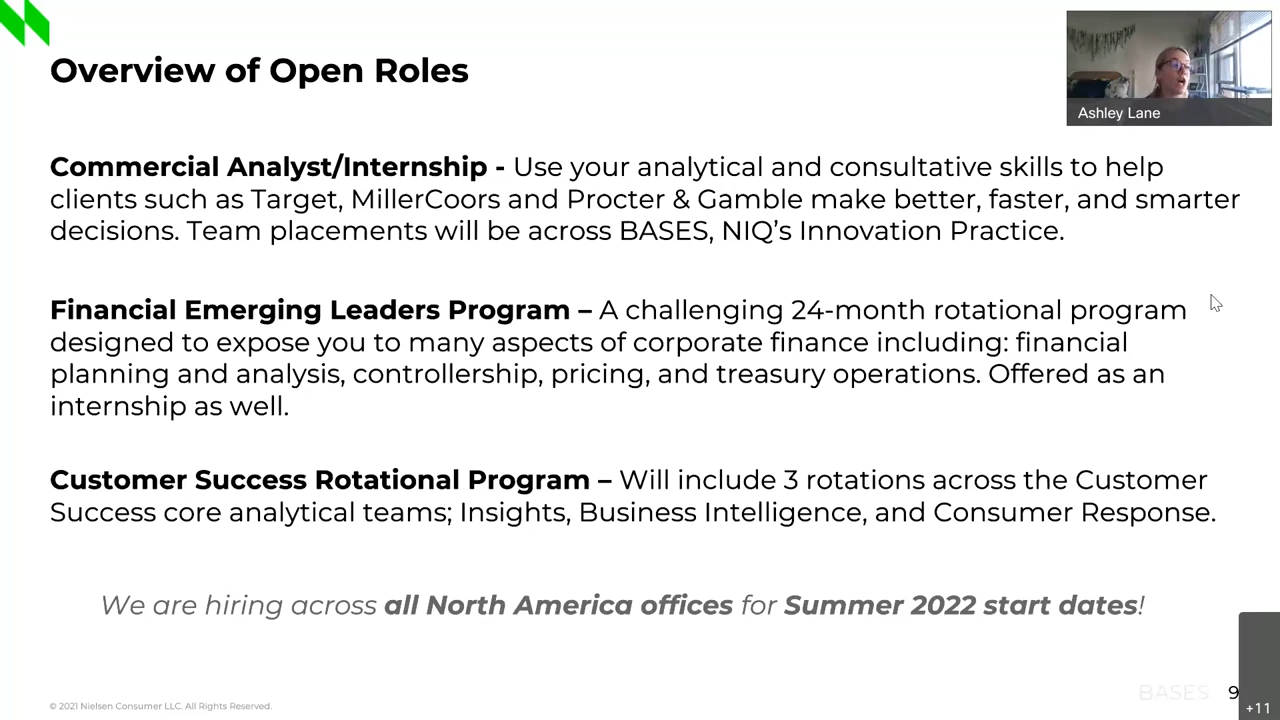 Overview of Open Roles
Ashley Lane
Commercial Analyst/Internship - Use your analytical and consultative skills to help
clients such as Target, MillerCoors and Procter & Gamble make better, faster, and smarter
decisions. Team placements will be across BASES, NIQ’s Innovation Practice.
Financial Emerging Leaders Program – A challenging 24-month rotational program
designed to expose you to many aspects of corporate finance including: financial
planning and analysis, controllership, pricing, and treasury operations. Offered as an
internship as well.
Customer Success Rotational Program – Will include 3 rotations across the Customer
Success core analytical teams; Insights, Business Intelligence, and Consumer Response.
We are hiring across all North America offices for Summer 2022 start dates!
© 2021 Nielsen Consumer LLC. All Rights Reserved.
BASES 9
+11